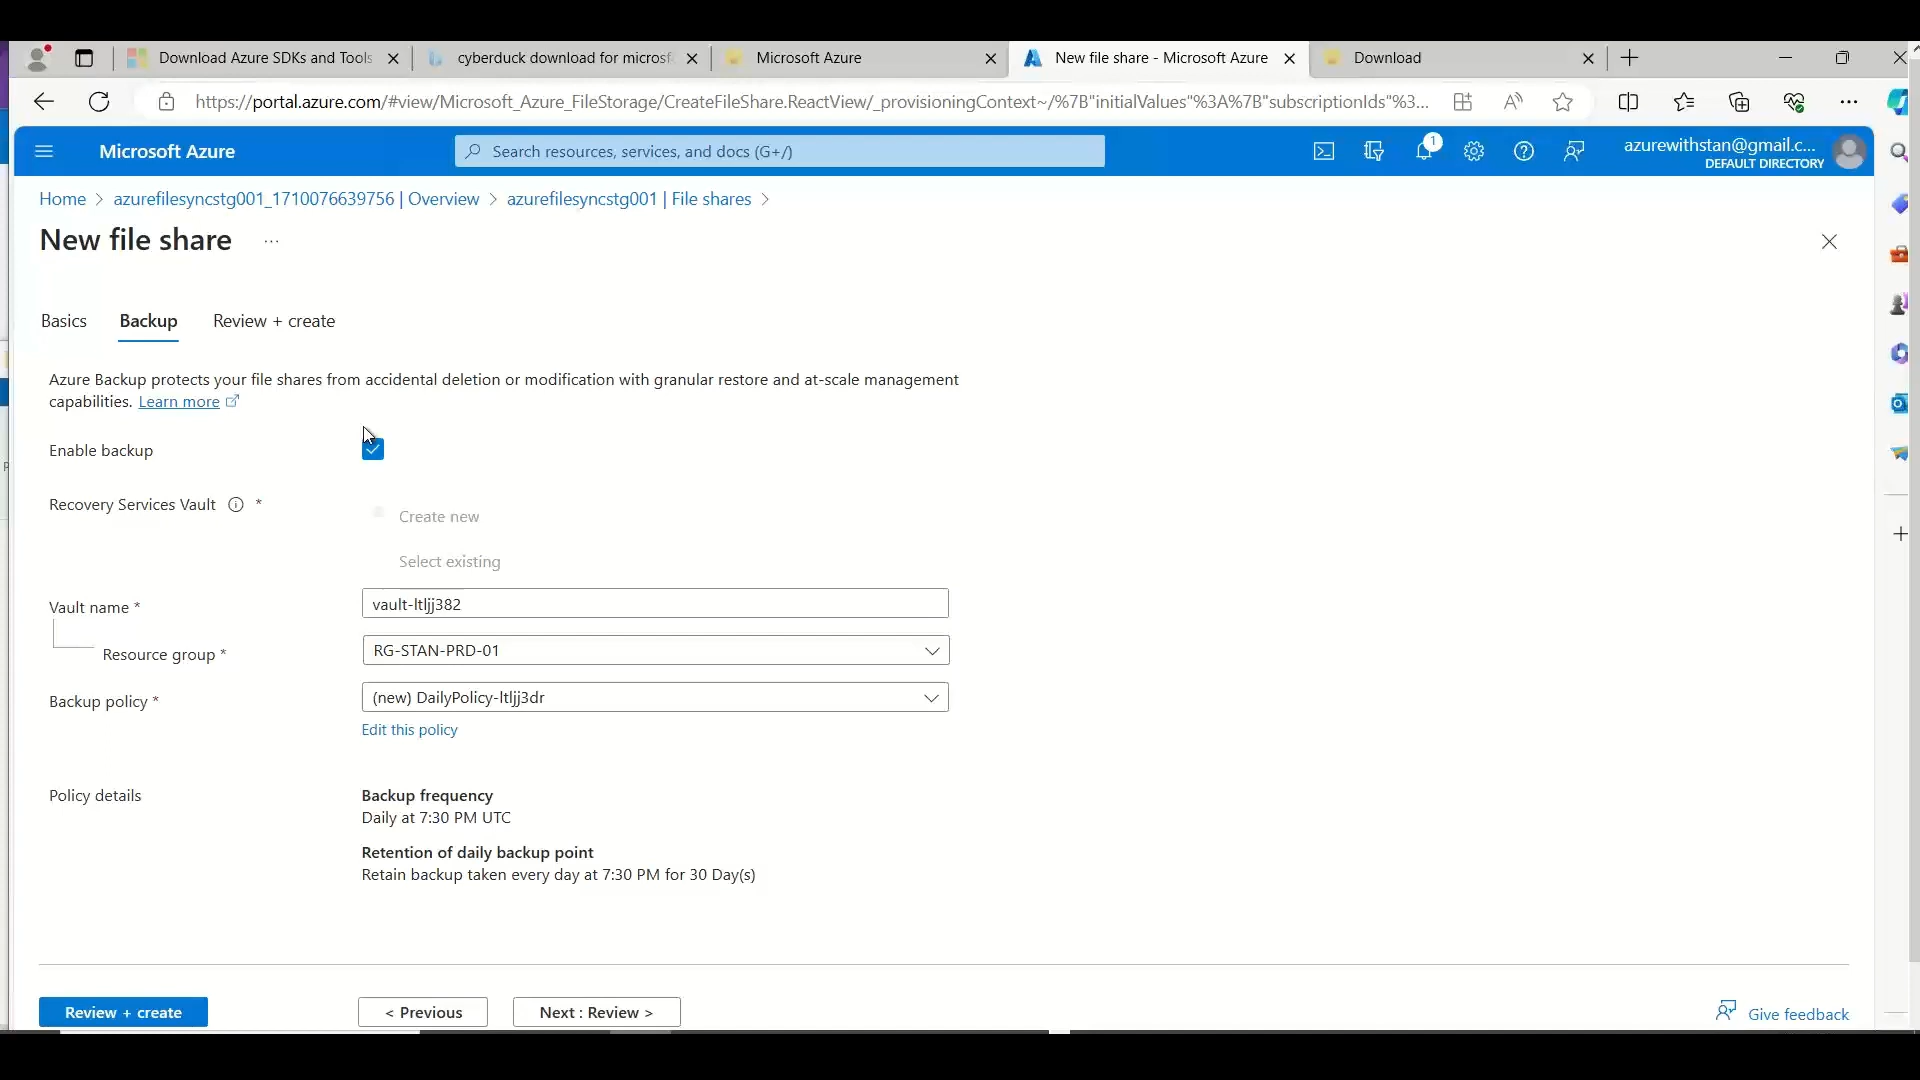 Download Azure SDKs and Tools
cyberduck download for microsf
Microsoft Azure
New file share - Microsoft Azure
Download
https://portal.azure.com/#view/Microsoft_Azure_FileStorage/CreateFileShare.ReactView/_provisioningContext~/%7B"initialValues"%3A%7B"subscriptionIds"%3...
Microsoft Azure
Search resources, services, and docs (G+/)
1
azurewithstan@gmail.c...
DEFAULT DIRECTORY
Home > azurefilesyncstg001_1710076639756 | Overview > azurefilesyncstg001 | File shares >
New file share ...
Basics
Backup
Review + create
Azure Backup protects your file shares from accidental deletion or modification with granular restore and at-scale management
capabilities. Learn more
Enable backup
Recovery Services Vault *
Create new
Select existing
Vault name *
vault-ltljj382
Resource group *
RG-STAN-PRD-01
Backup policy *
(new) DailyPolicy-ltljj3dr
Edit this policy
Policy details
Backup frequency
Daily at 7:30 PM UTC
Retention of daily backup point
Retain backup taken every day at 7:30 PM for 30 Day(s)
Review + create
< Previous
Next : Review >
Give feedback